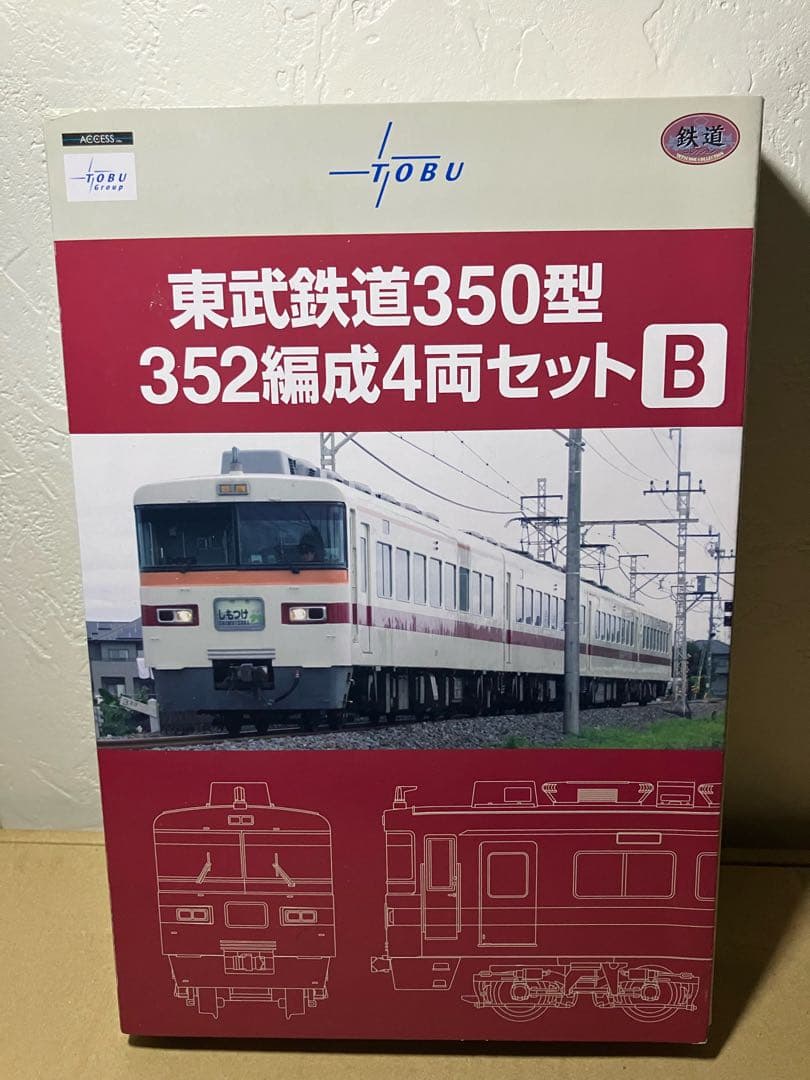 ACCESS
TOBU
Group
TOBU
鉄道
東武鉄道350型
352編成4両セット B
しもつけ